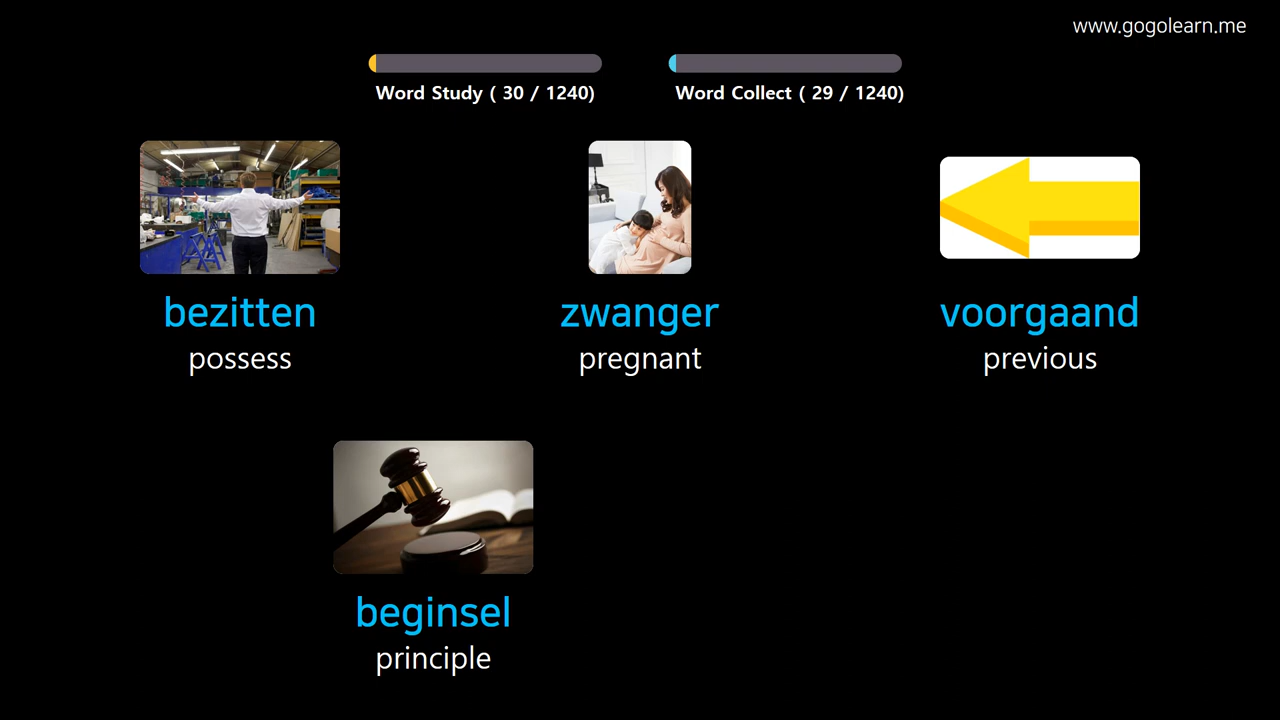 www.gogolearn.me
Word Study ( 30 / 1240)
Word Collect ( 29 / 1240)
bezitten
possess
zwanger
pregnant
voorgaand
previous
beginsel
principle